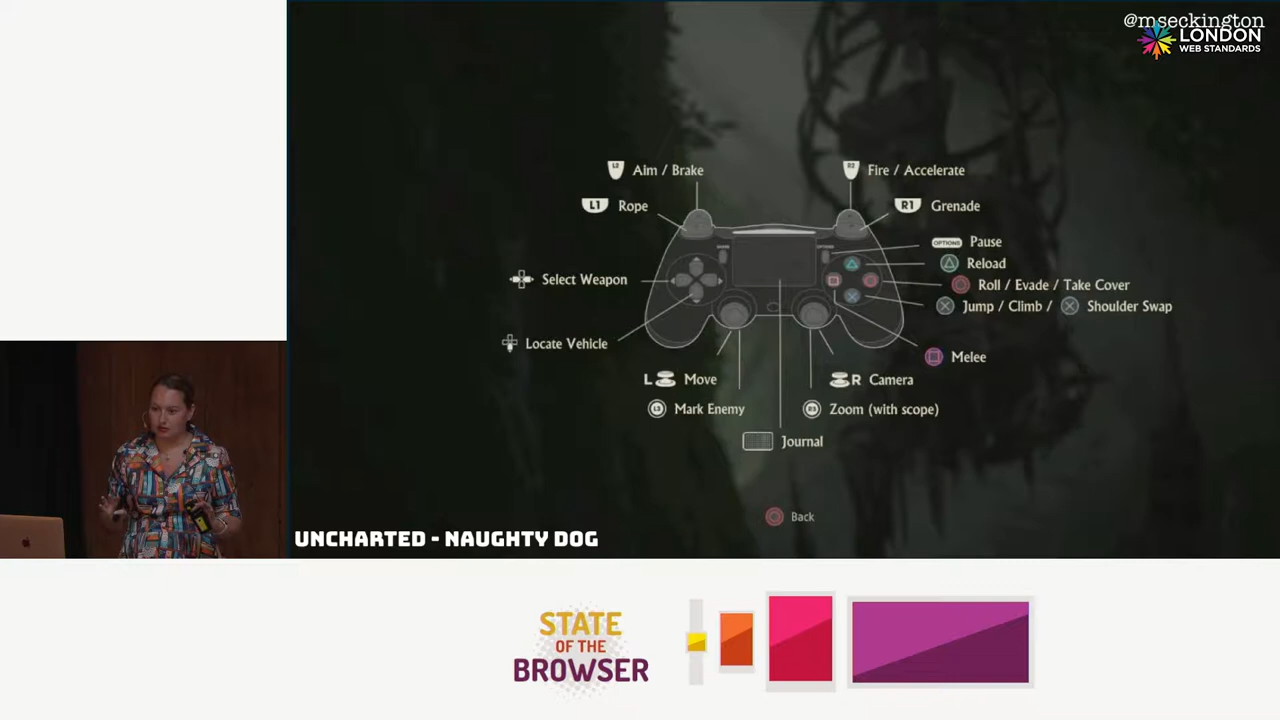 @mseckington
LONDON
WEB STANDARDS
L2 Aim / Brake
R2 Fire / Accelerate
L1 Rope
R1 Grenade
OPTIONS Pause
Reload
Select Weapon
Roll / Evade / Take Cover
Jump / Climb / Shoulder Swap
Locate Vehicle
Melee
L Move
R Camera
Mark Enemy
Zoom (with scope)
Journal
Back
UNCHARTED - NAUGHTY DOG
STATE
OF THE
BROWSER